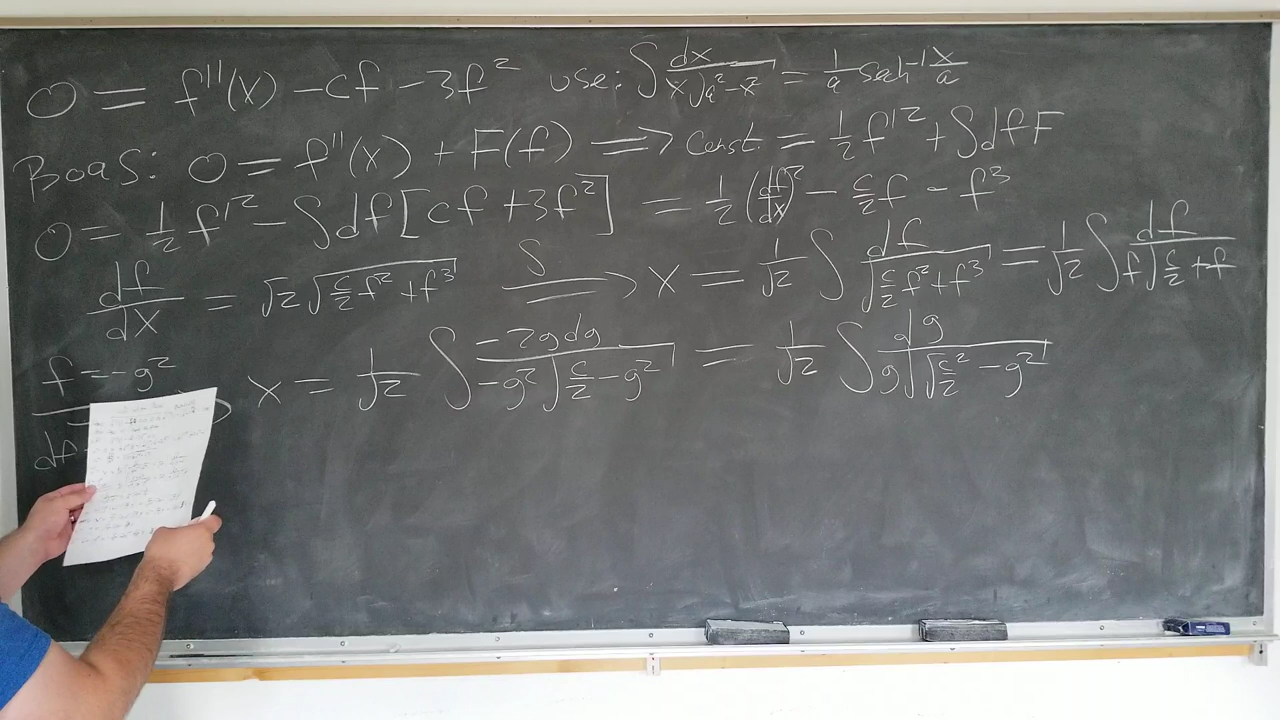 0 = f''(x) - cf - 3f² use: ∫ dx/(x√(a²-x²)) = 1/a sech⁻¹ x/a
Boas: 0 = f''(x) + F(f) ⟹ const. = 1/2 f'² + ∫df F
0 = 1/2 f'² - ∫df[cf + 3f²] = 1/2 (df/dx)² - c/2 f - f³
df/dx = √2 √(c/2 f² + f³) ∫⟹ x = 1/√2 ∫ df/√(c/2 f² + f³) = 1/√2 ∫ df/(f√(c/2 + f))
f = -g² ⟹ x = 1/√2 ∫ -2g dg/(-g²√(c/2 - g²)) = 1/√2 ∫ dg/(g√(√(c/2)² - g²))